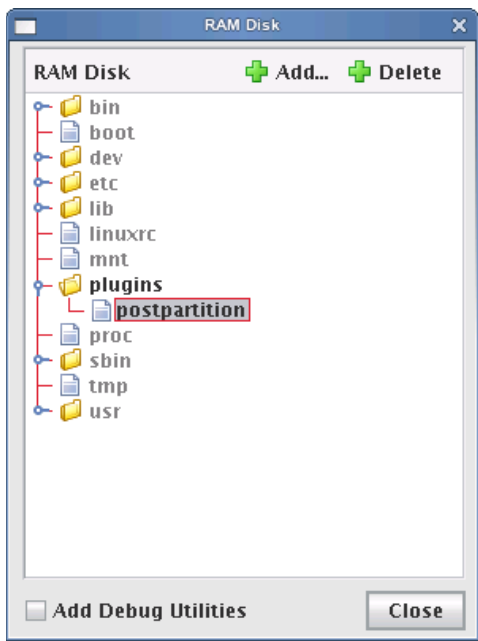 RAM Disk
RAM Disk Add... Delete
bin
boot
dev
etc
lib
linuxrc
mnt
plugins
postpartition
proc
sbin
tmp
usr
Add Debug Utilities Close